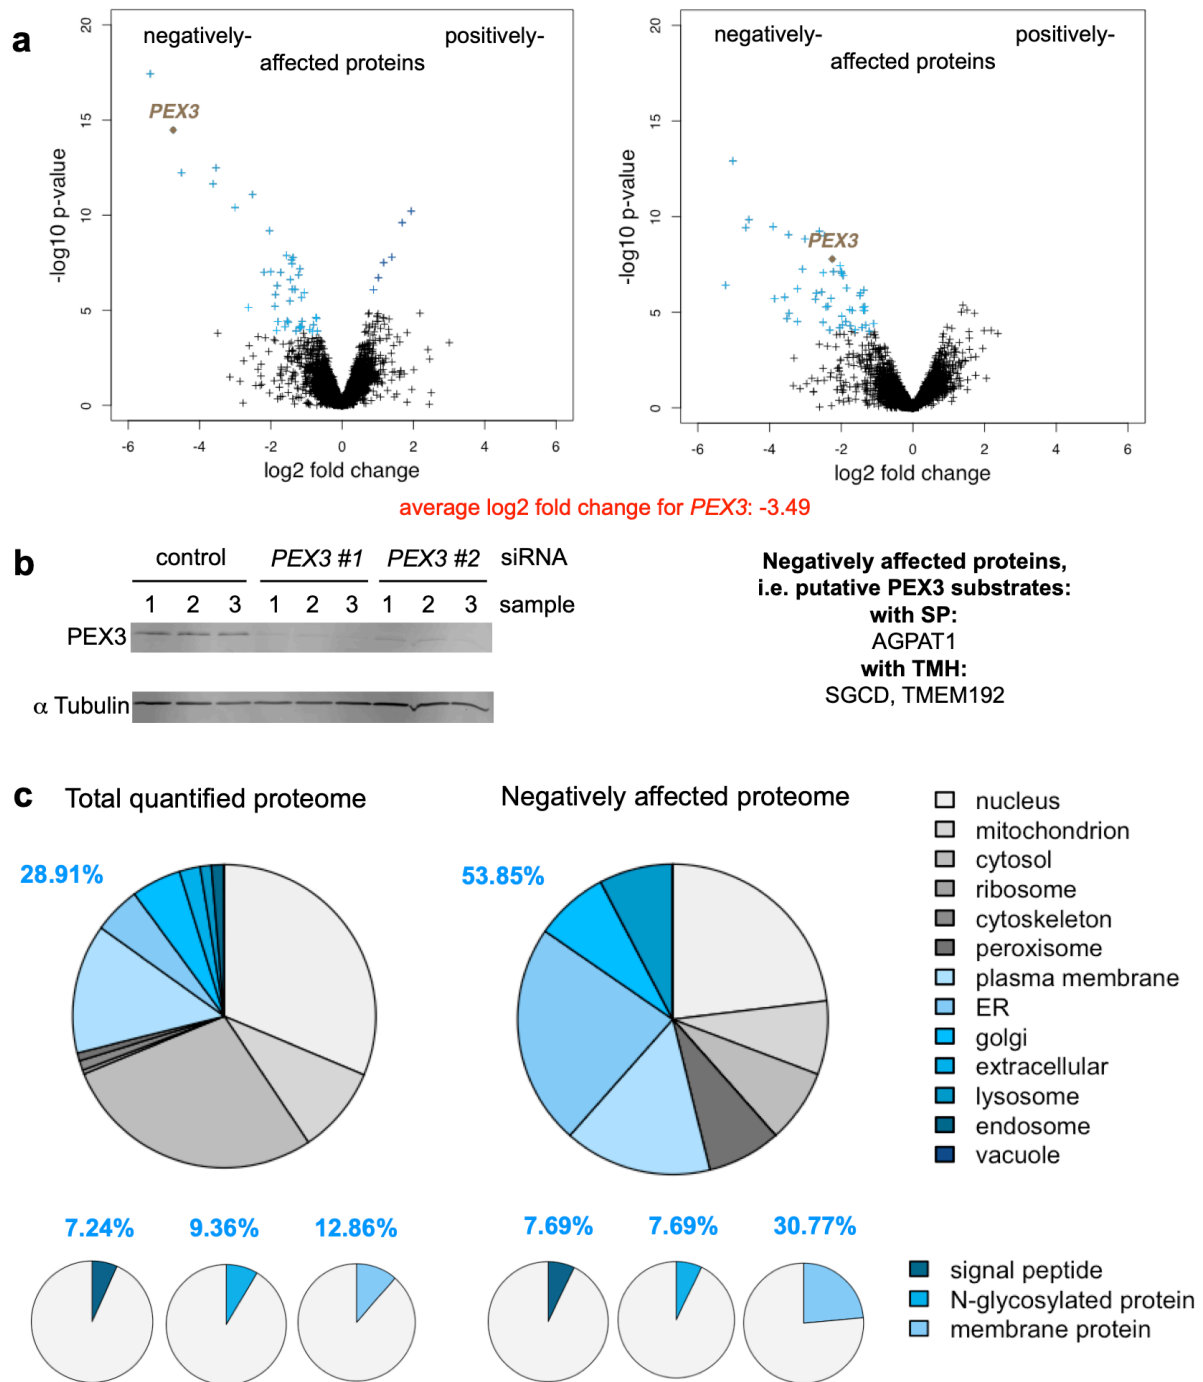 a
negatively- positively-
affected proteins
PEX3
-log10 p-value
20
15
10
5
0
-6 -4 -2 0 2 4 6
log2 fold change
negatively- positively-
affected proteins
PEX3
-log10 p-value
20
15
10
5
0
-6 -4 -2 0 2 4 6
log2 fold change
average log2 fold change for PEX3: -3.49
b
control PEX3 #1 PEX3 #2 siRNA
1 2 3 1 2 3 1 2 3 sample
PEX3
α Tubulin
Negatively affected proteins,
i.e. putative PEX3 substrates:
with SP:
AGPAT1
with TMH:
SGCD, TMEM192
c
Total quantified proteome
28.91%
Negatively affected proteome
53.85%
nucleus
mitochondrion
cytosol
ribosome
cytoskeleton
peroxisome
plasma membrane
ER
golgi
extracellular
lysosome
endosome
vacuole
7.24% 9.36% 12.86%
7.69% 7.69% 30.77%
signal peptide
N-glycosylated protein
membrane protein